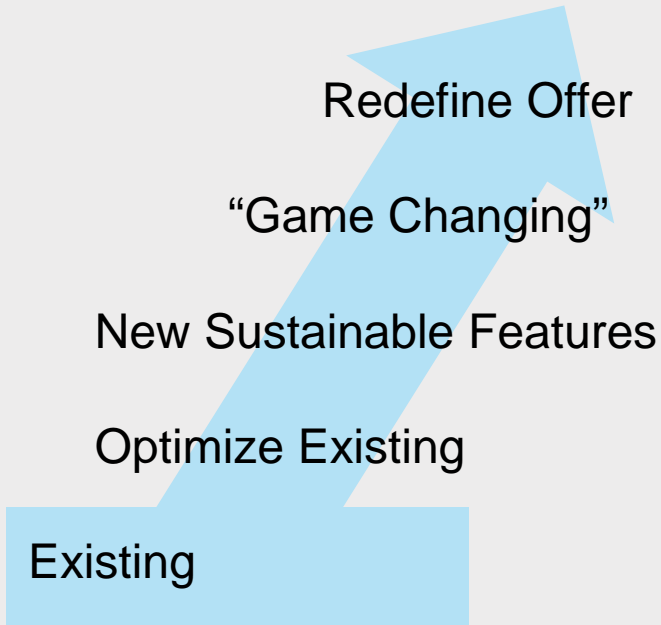 Redefine Offer
“Game Changing”
New Sustainable Features
Optimize Existing
Existing